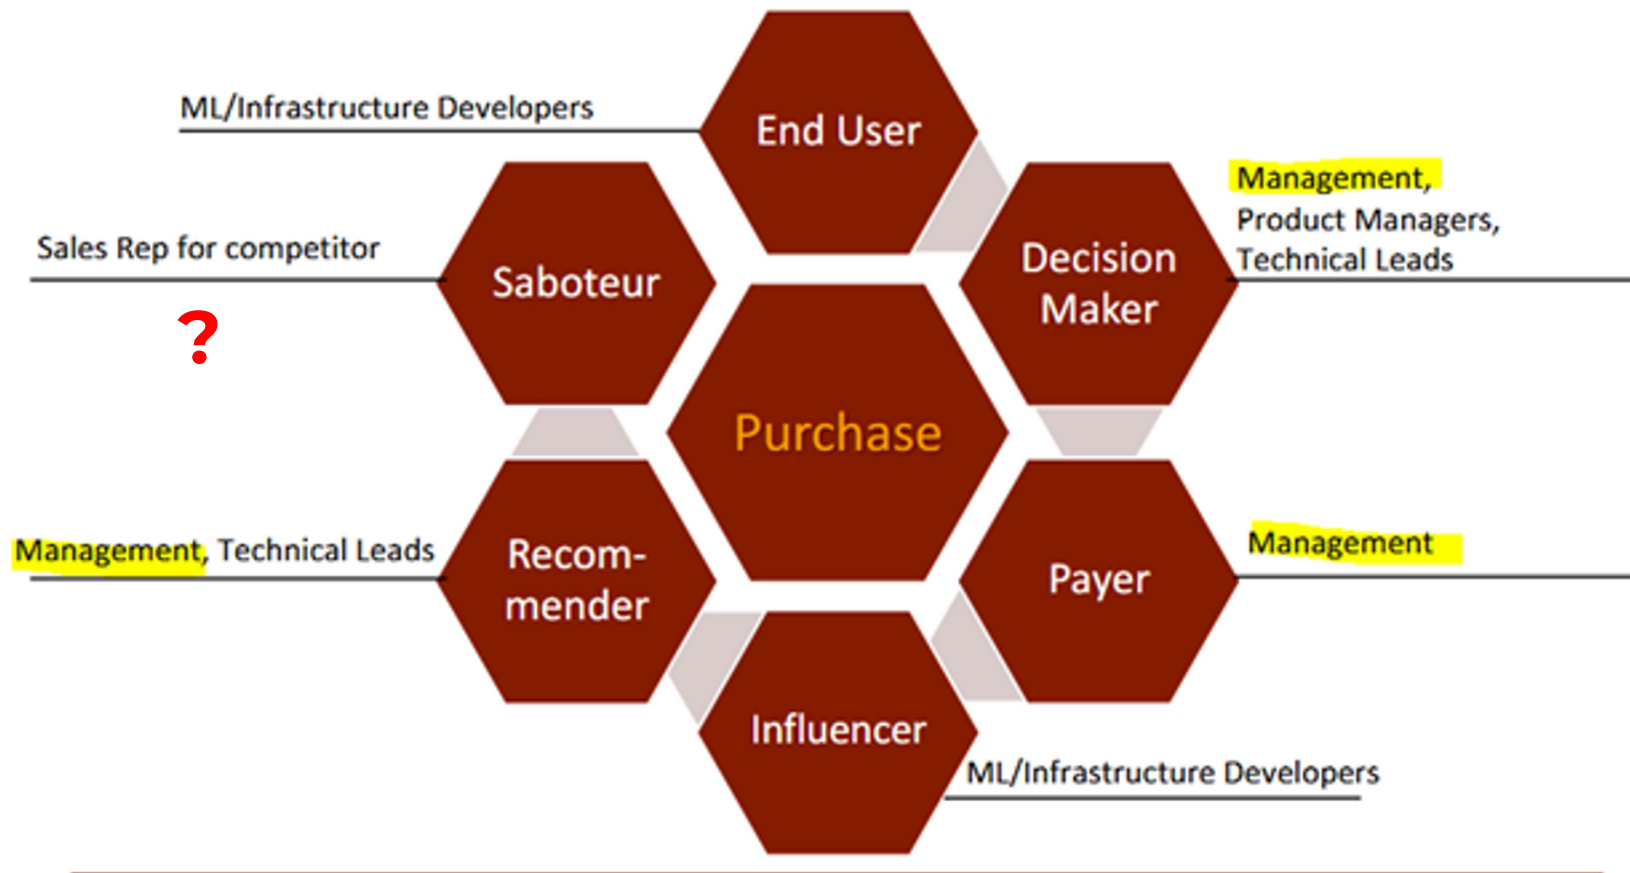 ML/Infrastructure Developers
End User
Management,
Product Managers,
Technical Leads
Decision
Maker
Sales Rep for competitor
Saboteur
?
Purchase
Management, Technical Leads
Recom-
mender
Management
Payer
Influencer
ML/Infrastructure Developers